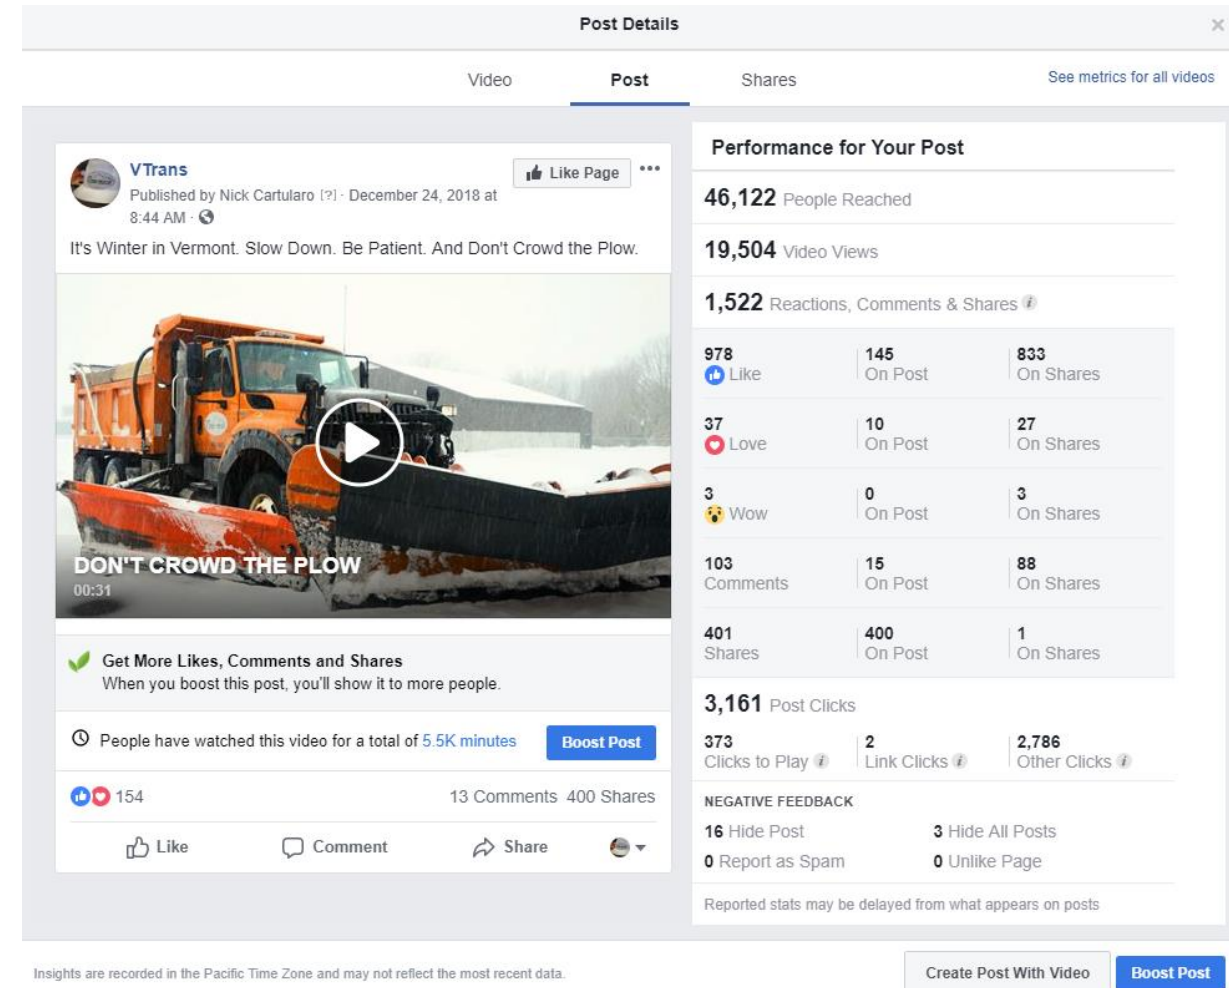 Post Details
×
Video Post Shares See metrics for all videos
VTrans
Like Page
Published by Nick Cartularo [?] · December 24, 2018 at
8:44 AM ·
It's Winter in Vermont. Slow Down. Be Patient. And Don't Crowd the Plow.
DON'T CROWD THE PLOW
00:31
Get More Likes, Comments and Shares
When you boost this post, you'll show it to more people.
People have watched this video for a total of 5.5K minutes
Boost Post
154 13 Comments 400 Shares
Like Comment Share
Performance for Your Post
46,122 People Reached
19,504 Video Views
1,522 Reactions, Comments & Shares i
978 145 833
Like On Post On Shares
37 10 27
Love On Post On Shares
3 0 3
Wow On Post On Shares
103 15 88
Comments On Post On Shares
401 400 1
Shares On Post On Shares
3,161 Post Clicks
373 2 2,786
Clicks to Play i Link Clicks i Other Clicks i
NEGATIVE FEEDBACK
16 Hide Post 3 Hide All Posts
0 Report as Spam 0 Unlike Page
Reported stats may be delayed from what appears on posts
Insights are recorded in the Pacific Time Zone and may not reflect the most recent data.
Create Post With Video Boost Post